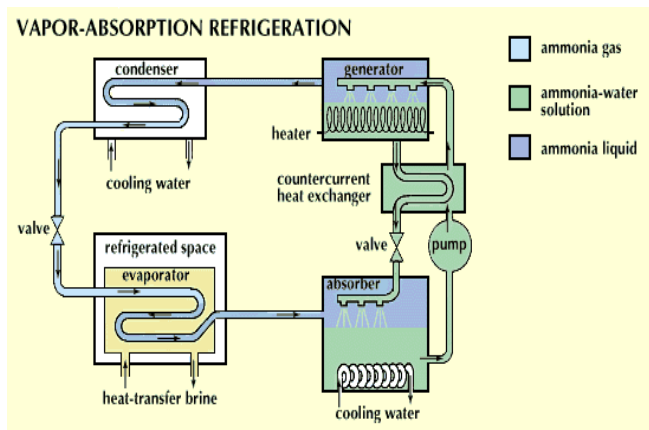 VAPOR-ABSORPTION REFRIGERATION
condenser
generator
heater
cooling water
countercurrent
heat exchanger
valve
valve
pump
refrigerated space
evaporator
absorber
heat-transfer brine
cooling water
ammonia gas
ammonia-water
solution
ammonia liquid